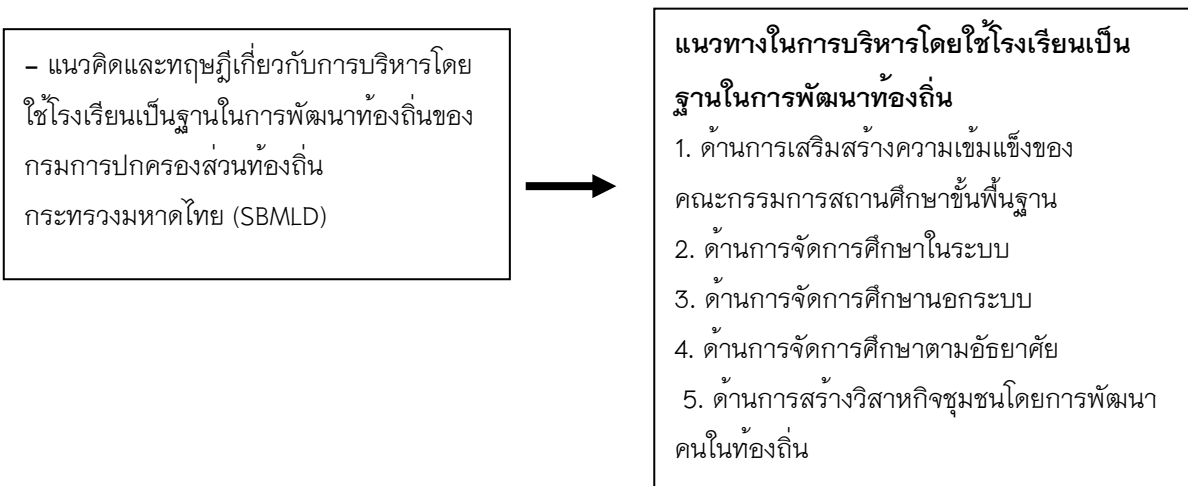 – แนวคิดและทฤษฎีเกี่ยวกับการบริหารโดย
ใช้โรงเรียนเป็นฐานในการพัฒนาท้องถิ่นของ
กรมการปกครองส่วนท้องถิ่น
กระทรวงมหาดไทย (SBMLD)
แนวทางในการบริหารโดยใช้โรงเรียนเป็น
ฐานในการพัฒนาท้องถิ่น
1. ด้านการเสริมสร้างความเข้มแข็งของ
คณะกรรมการสถานศึกษาขั้นพื้นฐาน
2. ด้านการจัดการศึกษาในระบบ
3. ด้านการจัดการศึกษานอกระบบ
4. ด้านการจัดการศึกษาตามอัธยาศัย
5. ด้านการสร้างวิสาหกิจชุมชนโดยการพัฒนา
คนในท้องถิ่น